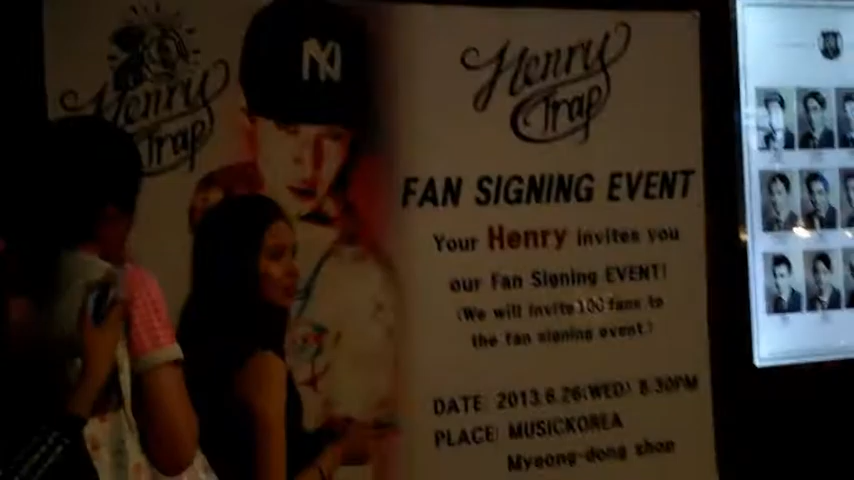 Henry
Trap
NY
Henry
Trap
FAN SIGNING EVENT
Your Henry invites you
our Fan Signing EVENT!
(We will invite 100 fans to
the fan signing event.)
DATE: 2013.6.26(WED) 8:30PM
PLACE: MUSICKOREA
Myeong-dong shop